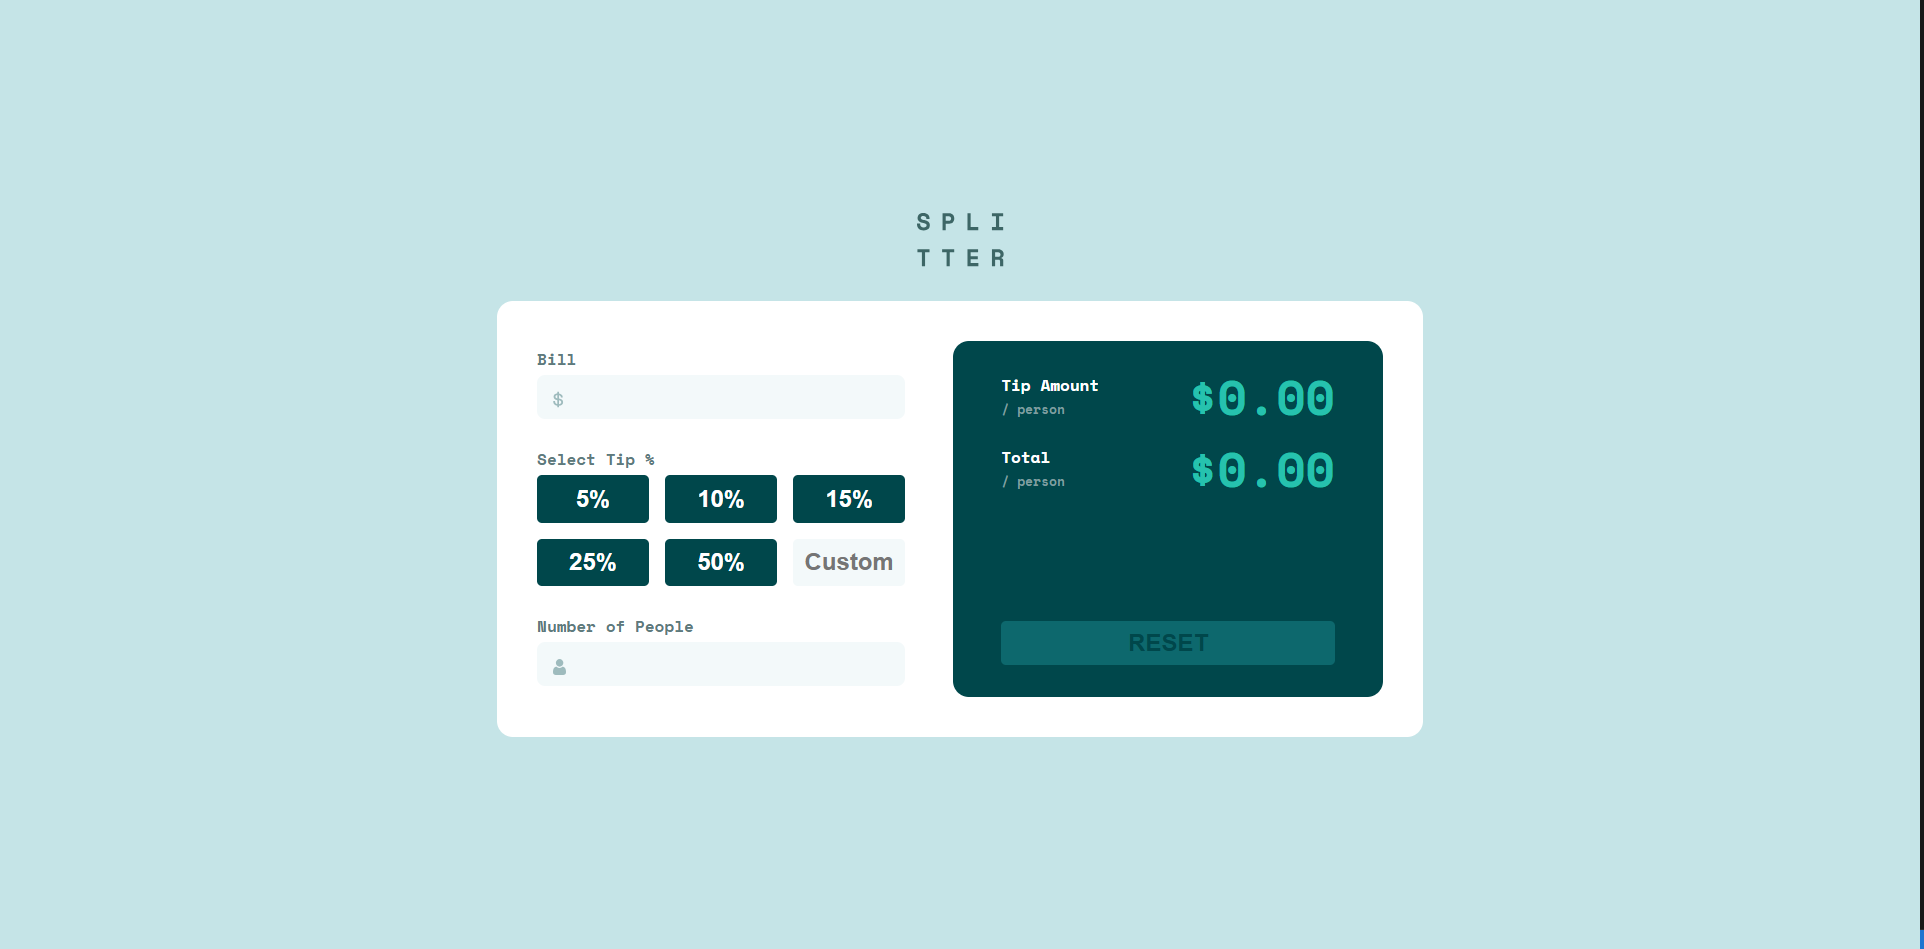 SPLI
TTER
Bill
$
Select Tip %
5% 10% 15%
25% 50% Custom
Number of People
Tip Amount
/ person
$0.00
Total
/ person
$0.00
RESET